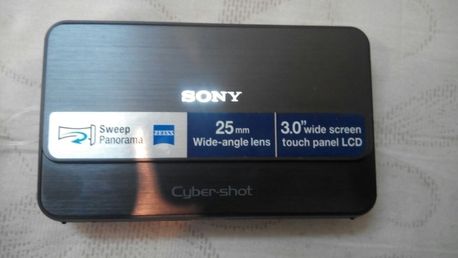 SONY
Sweep
Panorama
ZEISS
25mm
Wide-angle lens
3.0" wide screen
touch panel LCD
Cyber-shot